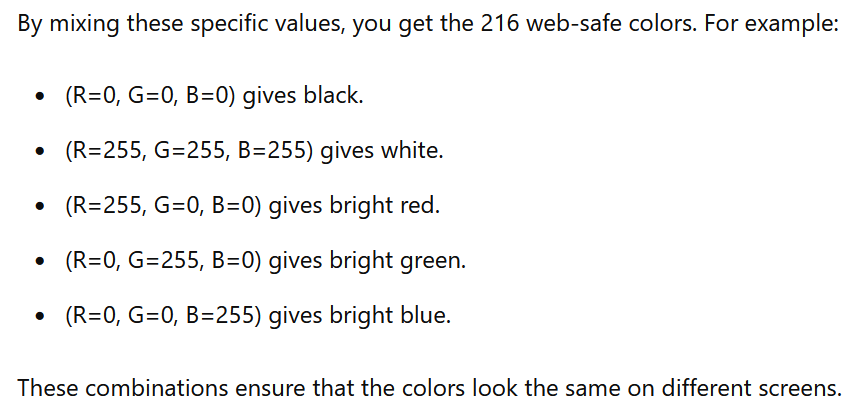 By mixing these specific values, you get the 216 web-safe colors. For example:
• (R=0, G=0, B=0) gives black.
• (R=255, G=255, B=255) gives white.
• (R=255, G=0, B=0) gives bright red.
• (R=0, G=255, B=0) gives bright green.
• (R=0, G=0, B=255) gives bright blue.
These combinations ensure that the colors look the same on different screens.